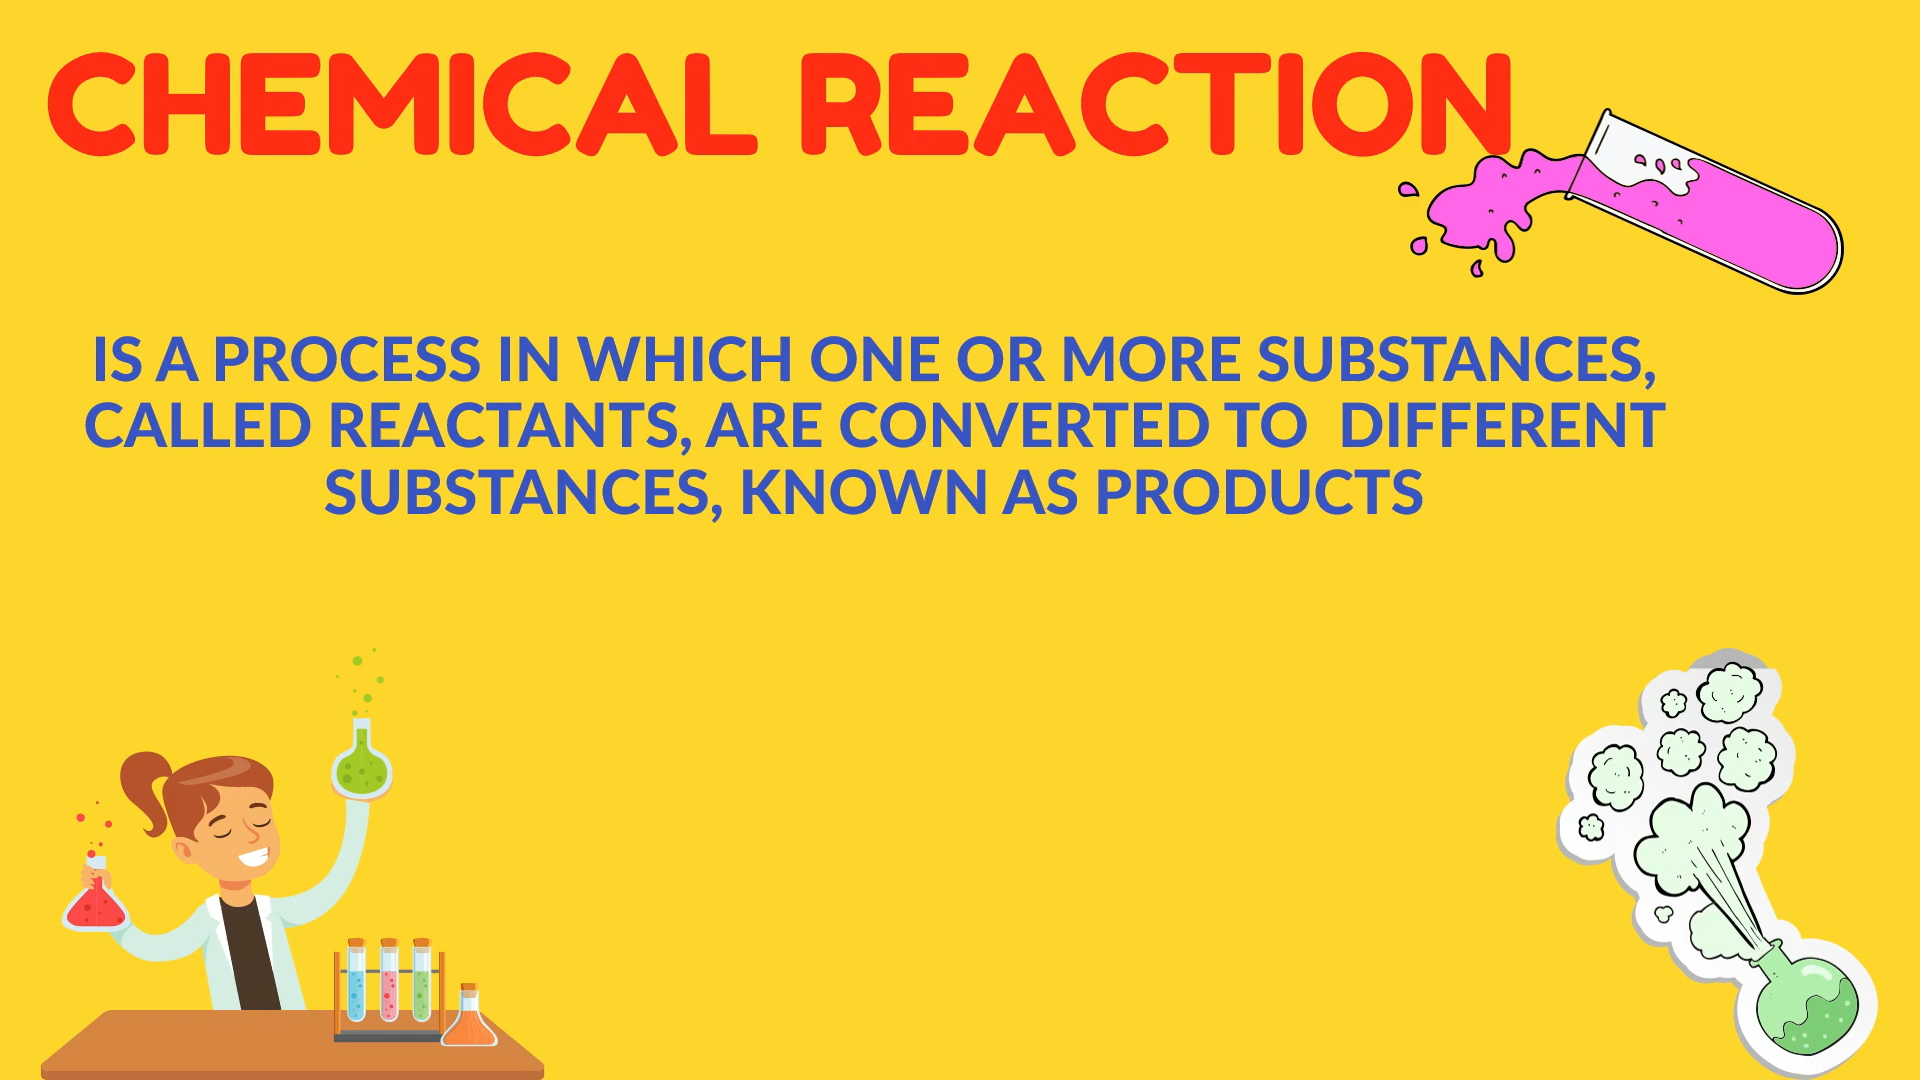 CHEMICAL REACTION
IS A PROCESS IN WHICH ONE OR MORE SUBSTANCES,
CALLED REACTANTS, ARE CONVERTED TO  DIFFERENT
SUBSTANCES, KNOWN AS PRODUCTS